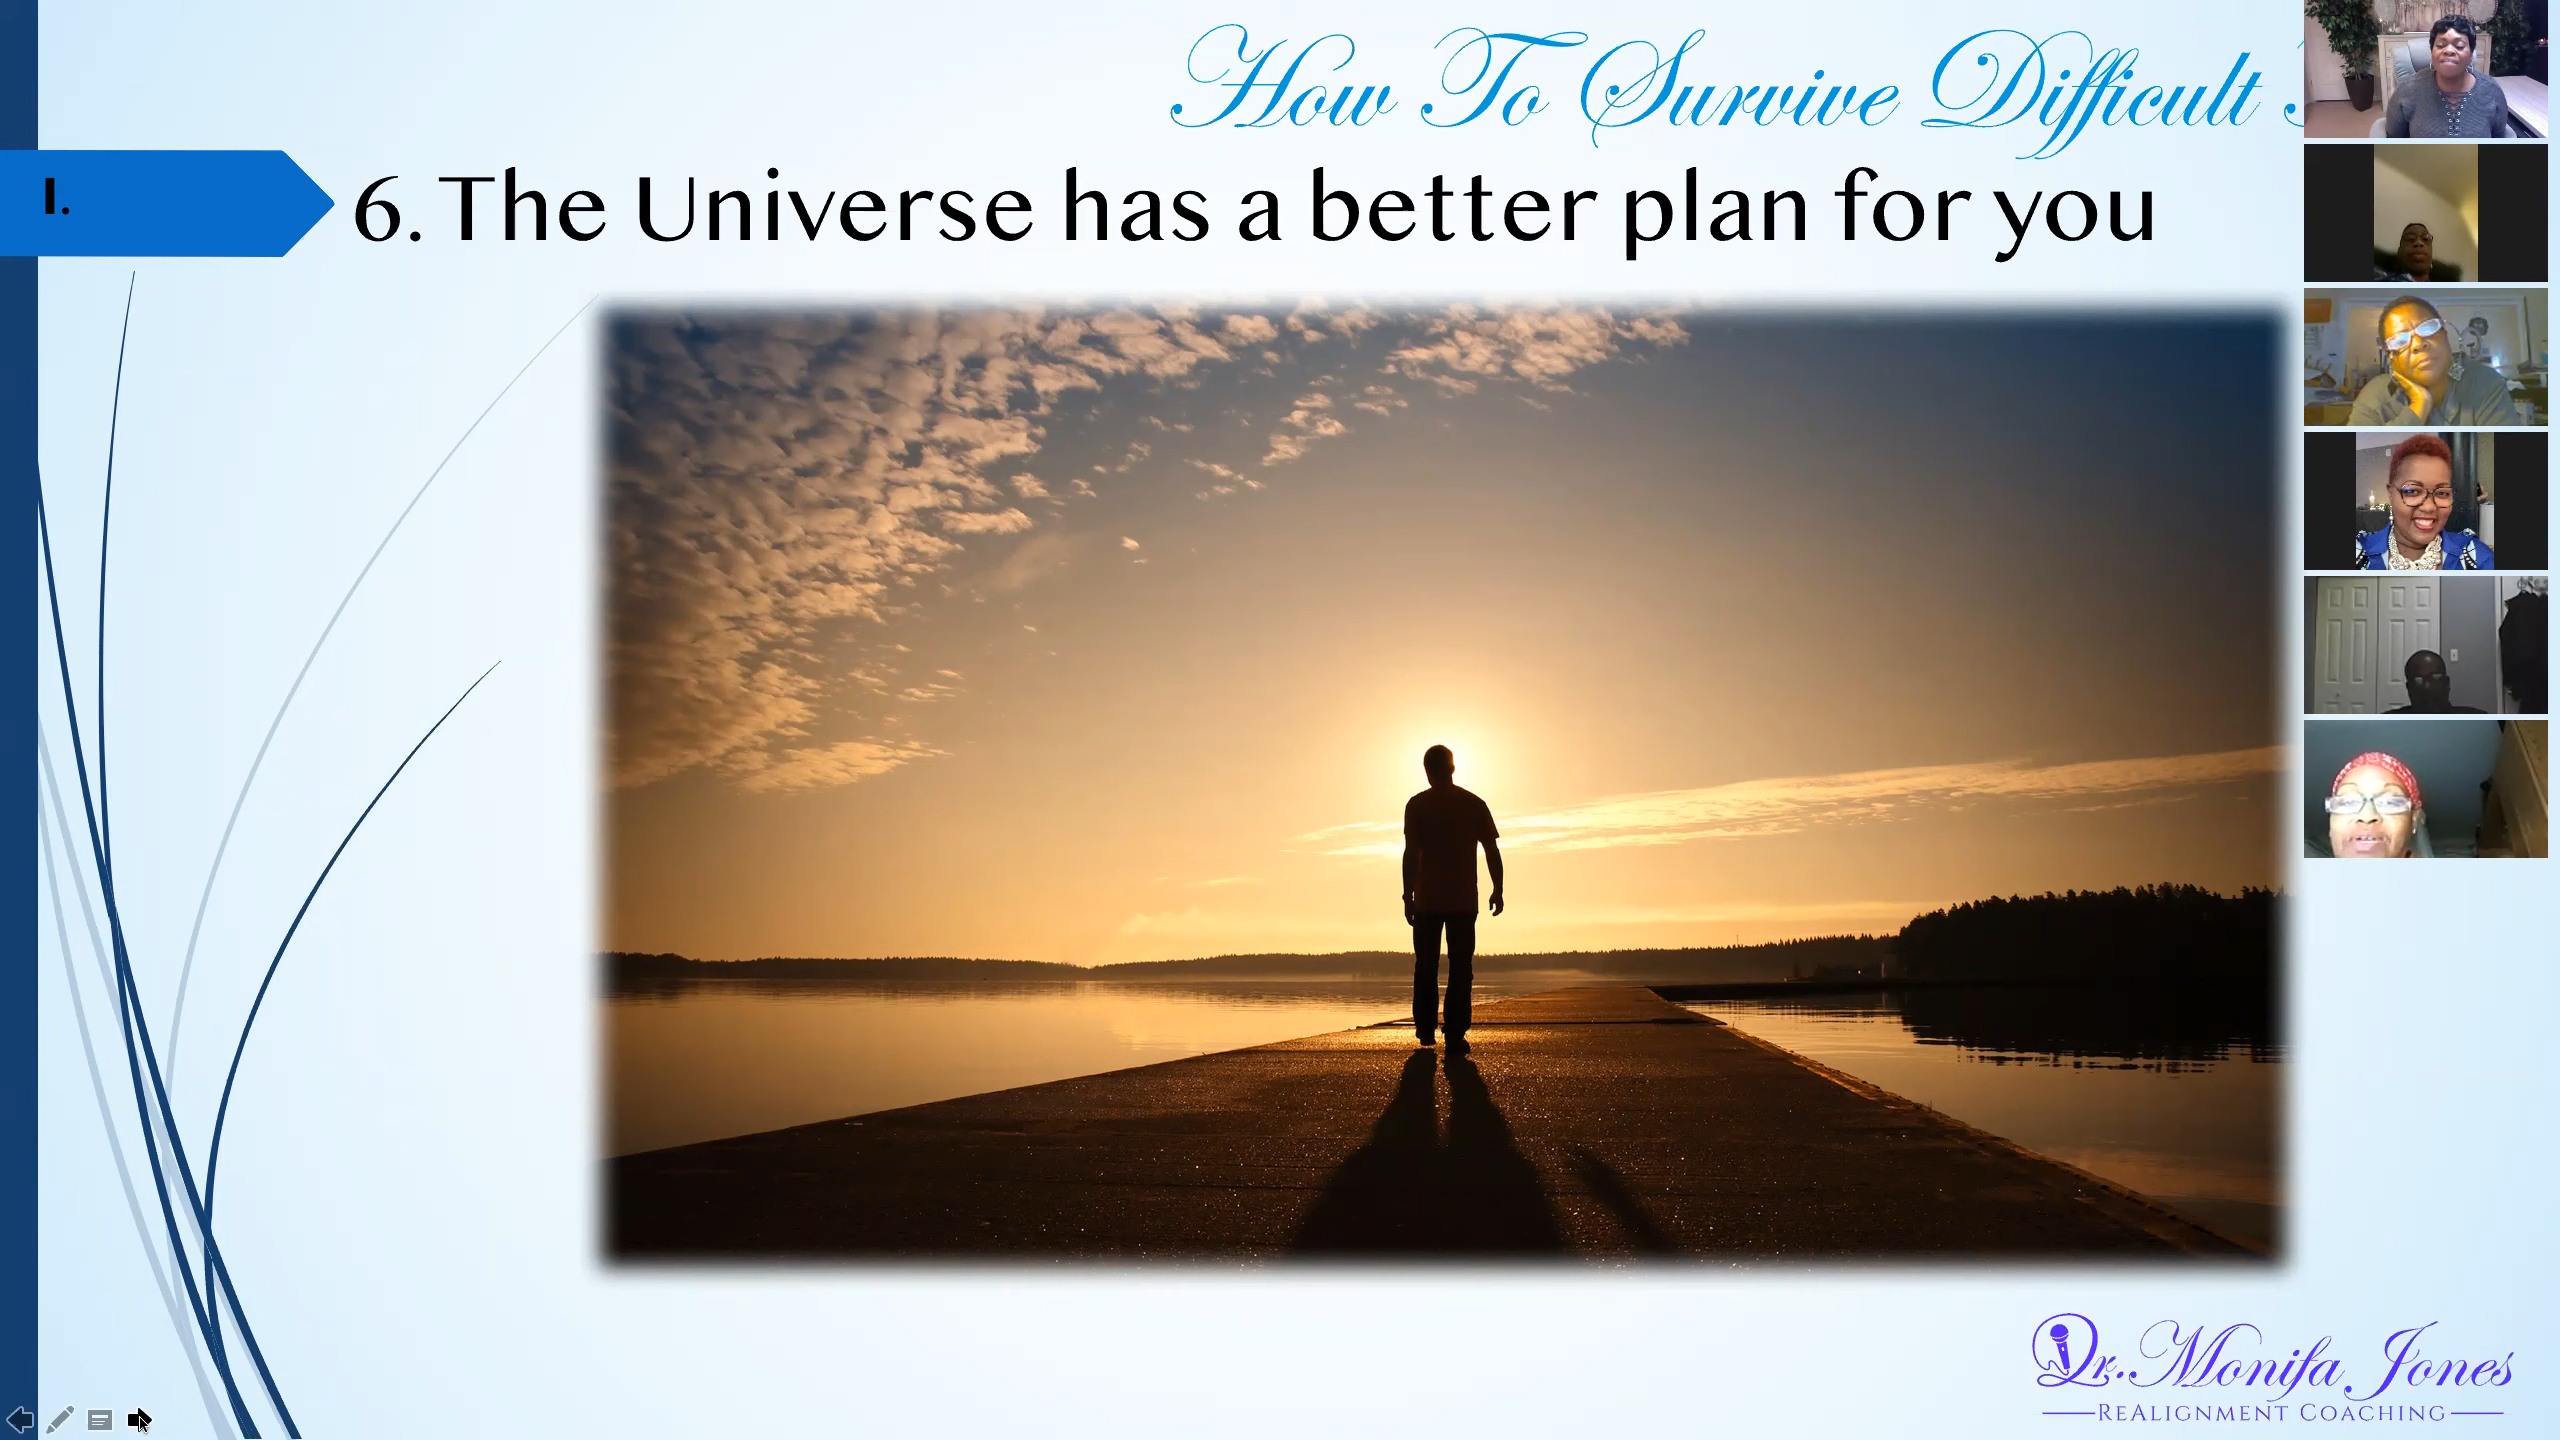 How To Survive Difficult
I.
6. The Universe has a better plan for you
Dr. Monifa Jones
ReAlignment Coaching